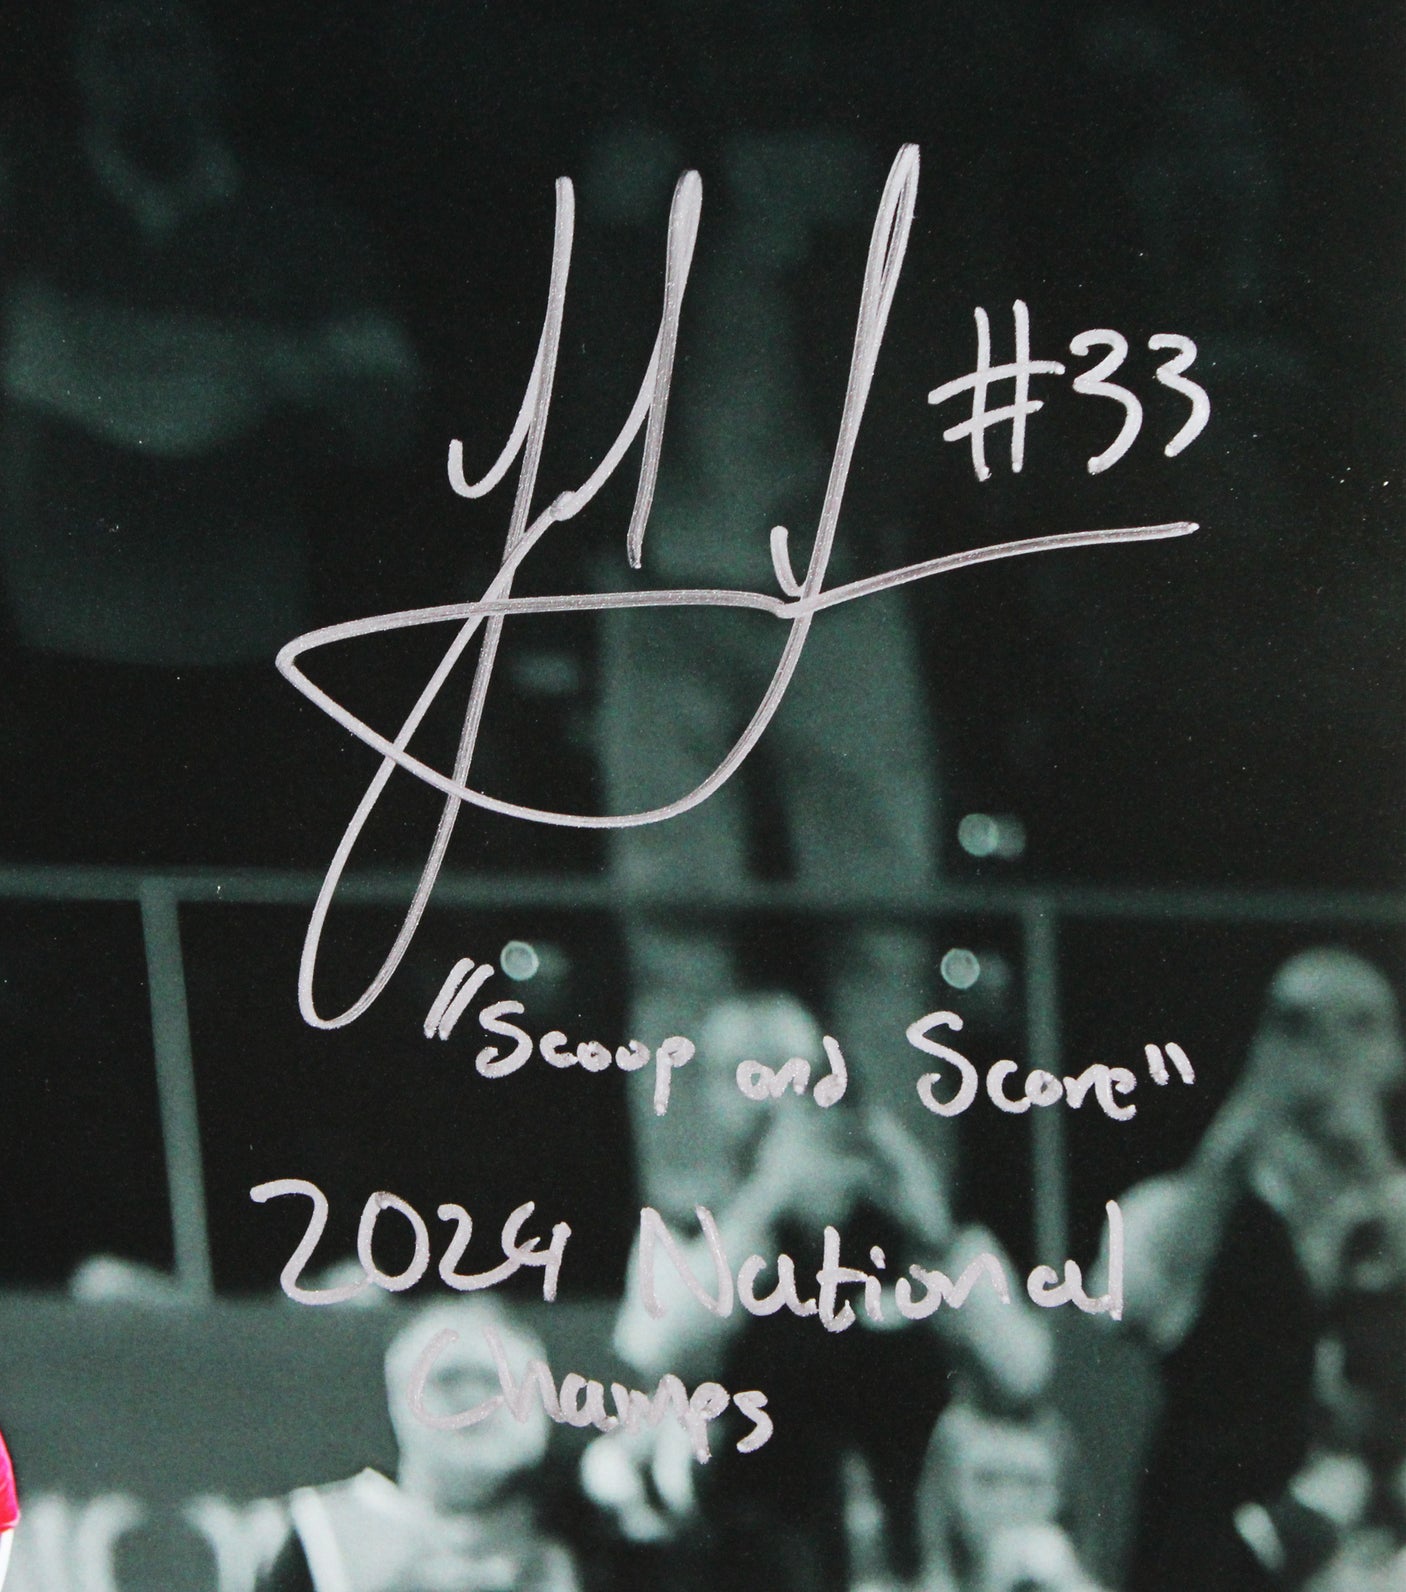 #33
"Scoop and Score"
2024 National
Champs